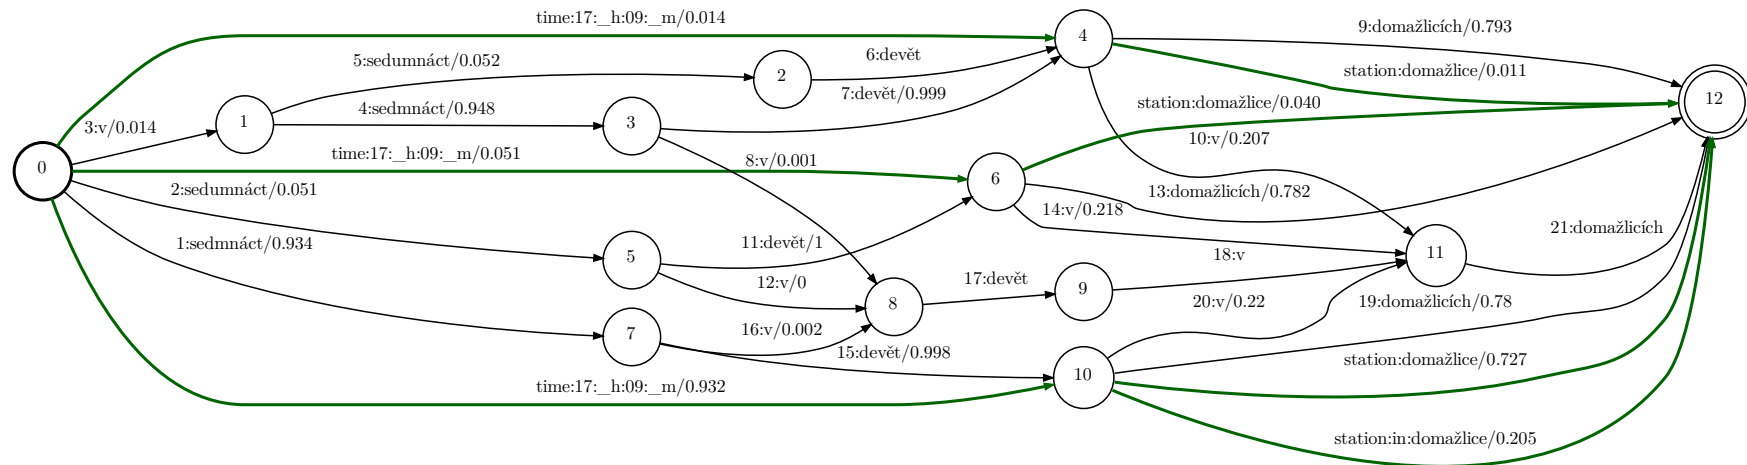 time:17:_h:09:_m/0.014
9:domažlicích/0.793
4
5:sedumnáct/0.052
6:devět
2
station:domažlice/0.011
7:devět/0.999
12
4:sedmnáct/0.948
station:domažlice/0.040
3:v/0.014
1
3
10:v/0.207
time:17:_h:09:_m/0.051
8:v/0.001
0
6
2:sedumnáct/0.051
13:domažlicích/0.782
14:v/0.218
21:domažlicích
1:sedmnáct/0.934
11:devět/1
18:v
5
11
12:v/0
17:devět
9
8
20:v/0.22
19:domažlicích/0.78
7
16:v/0.002
15:devět/0.998
station:domažlice/0.727
10
time:17:_h:09:_m/0.932
station:in:domažlice/0.205